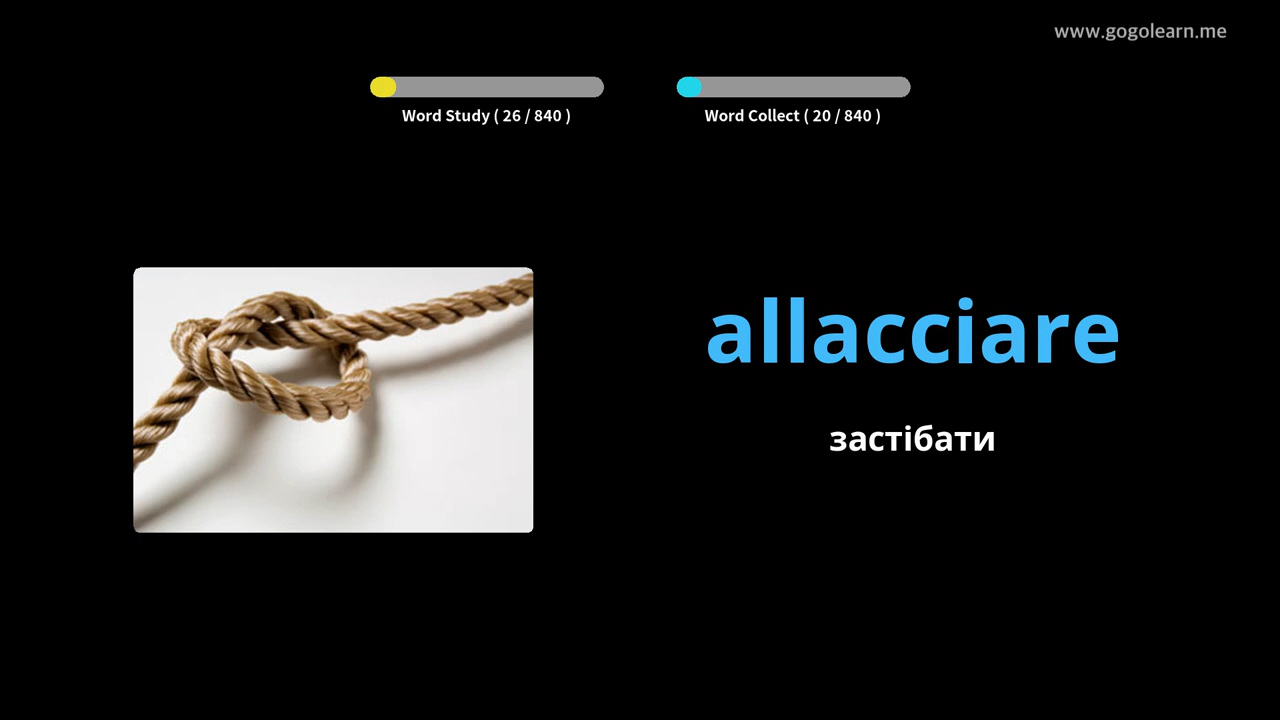 www.gogolearn.me
Word Study ( 26 / 840 )
Word Collect ( 20 / 840 )
allacciare
застібати